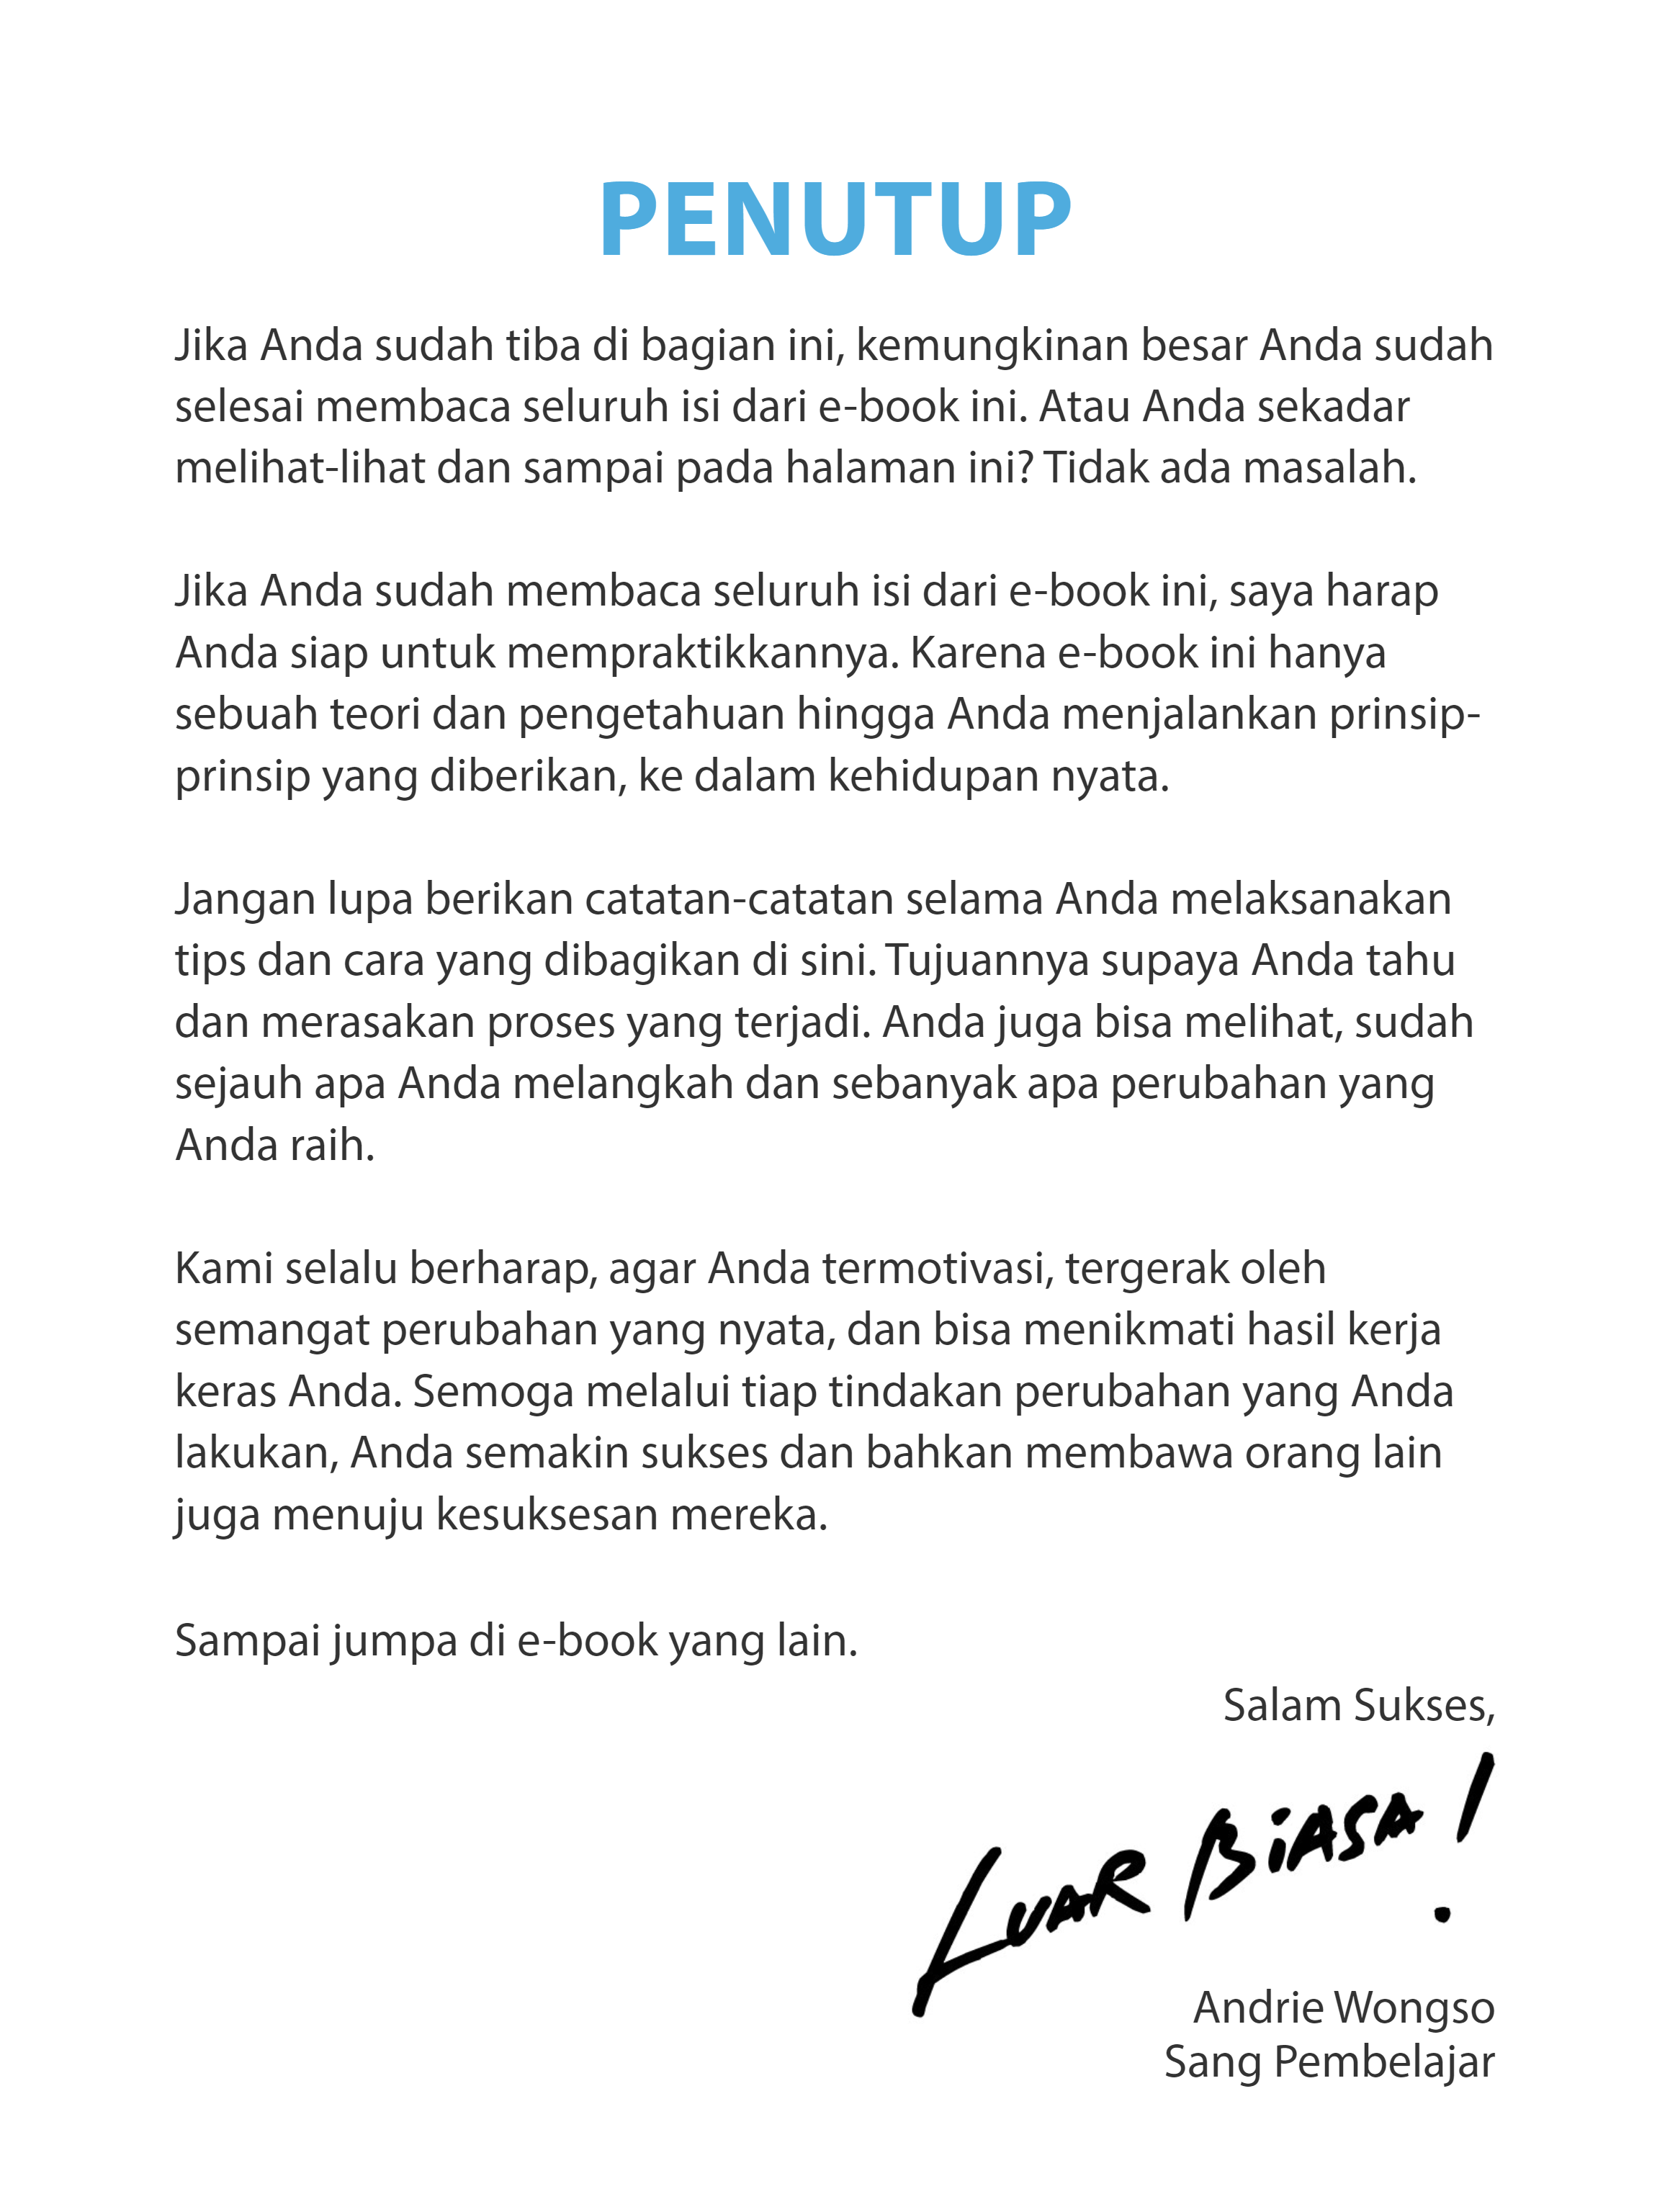 PENUTUP
Jika Anda sudah tiba di bagian ini, kemungkinan besar Anda sudah
selesai membaca seluruh isi dari e-book ini. Atau Anda sekadar
melihat-lihat dan sampai pada halaman ini? Tidak ada masalah.
Jika Anda sudah membaca seluruh isi dari e-book ini, saya harap
Anda siap untuk mempraktikkannya. Karena e-book ini hanya
sebuah teori dan pengetahuan hingga Anda menjalankan prinsip-
prinsip yang diberikan, ke dalam kehidupan nyata.
Jangan lupa berikan catatan-catatan selama Anda melaksanakan
tips dan cara yang dibagikan di sini. Tujuannya supaya Anda tahu
dan merasakan proses yang terjadi. Anda juga bisa melihat, sudah
sejauh apa Anda melangkah dan sebanyak apa perubahan yang
Anda raih.
Kami selalu berharap, agar Anda termotivasi, tergerak oleh
semangat perubahan yang nyata, dan bisa menikmati hasil kerja
keras Anda. Semoga melalui tiap tindakan perubahan yang Anda
lakukan, Anda semakin sukses dan bahkan membawa orang lain
juga menuju kesuksesan mereka.
Sampai jumpa di e-book yang lain.
Salam Sukses,
LUAR BIASA!
Andrie Wongso
Sang Pembelajar